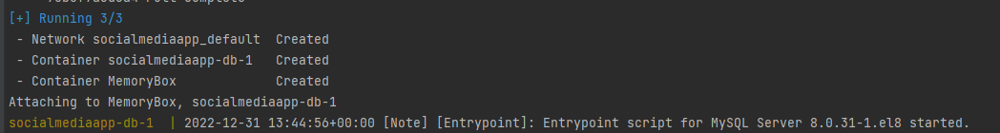 [+] Running 3/3
- Network socialmediaapp_default  Created
- Container socialmediaapp-db-1   Created
- Container MemoryBox             Created
Attaching to MemoryBox, socialmediaapp-db-1
socialmediaapp-db-1  | 2022-12-31 13:44:56+00:00 [Note] [Entrypoint]: Entrypoint script for MySQL Server 8.0.31-1.el8 started.